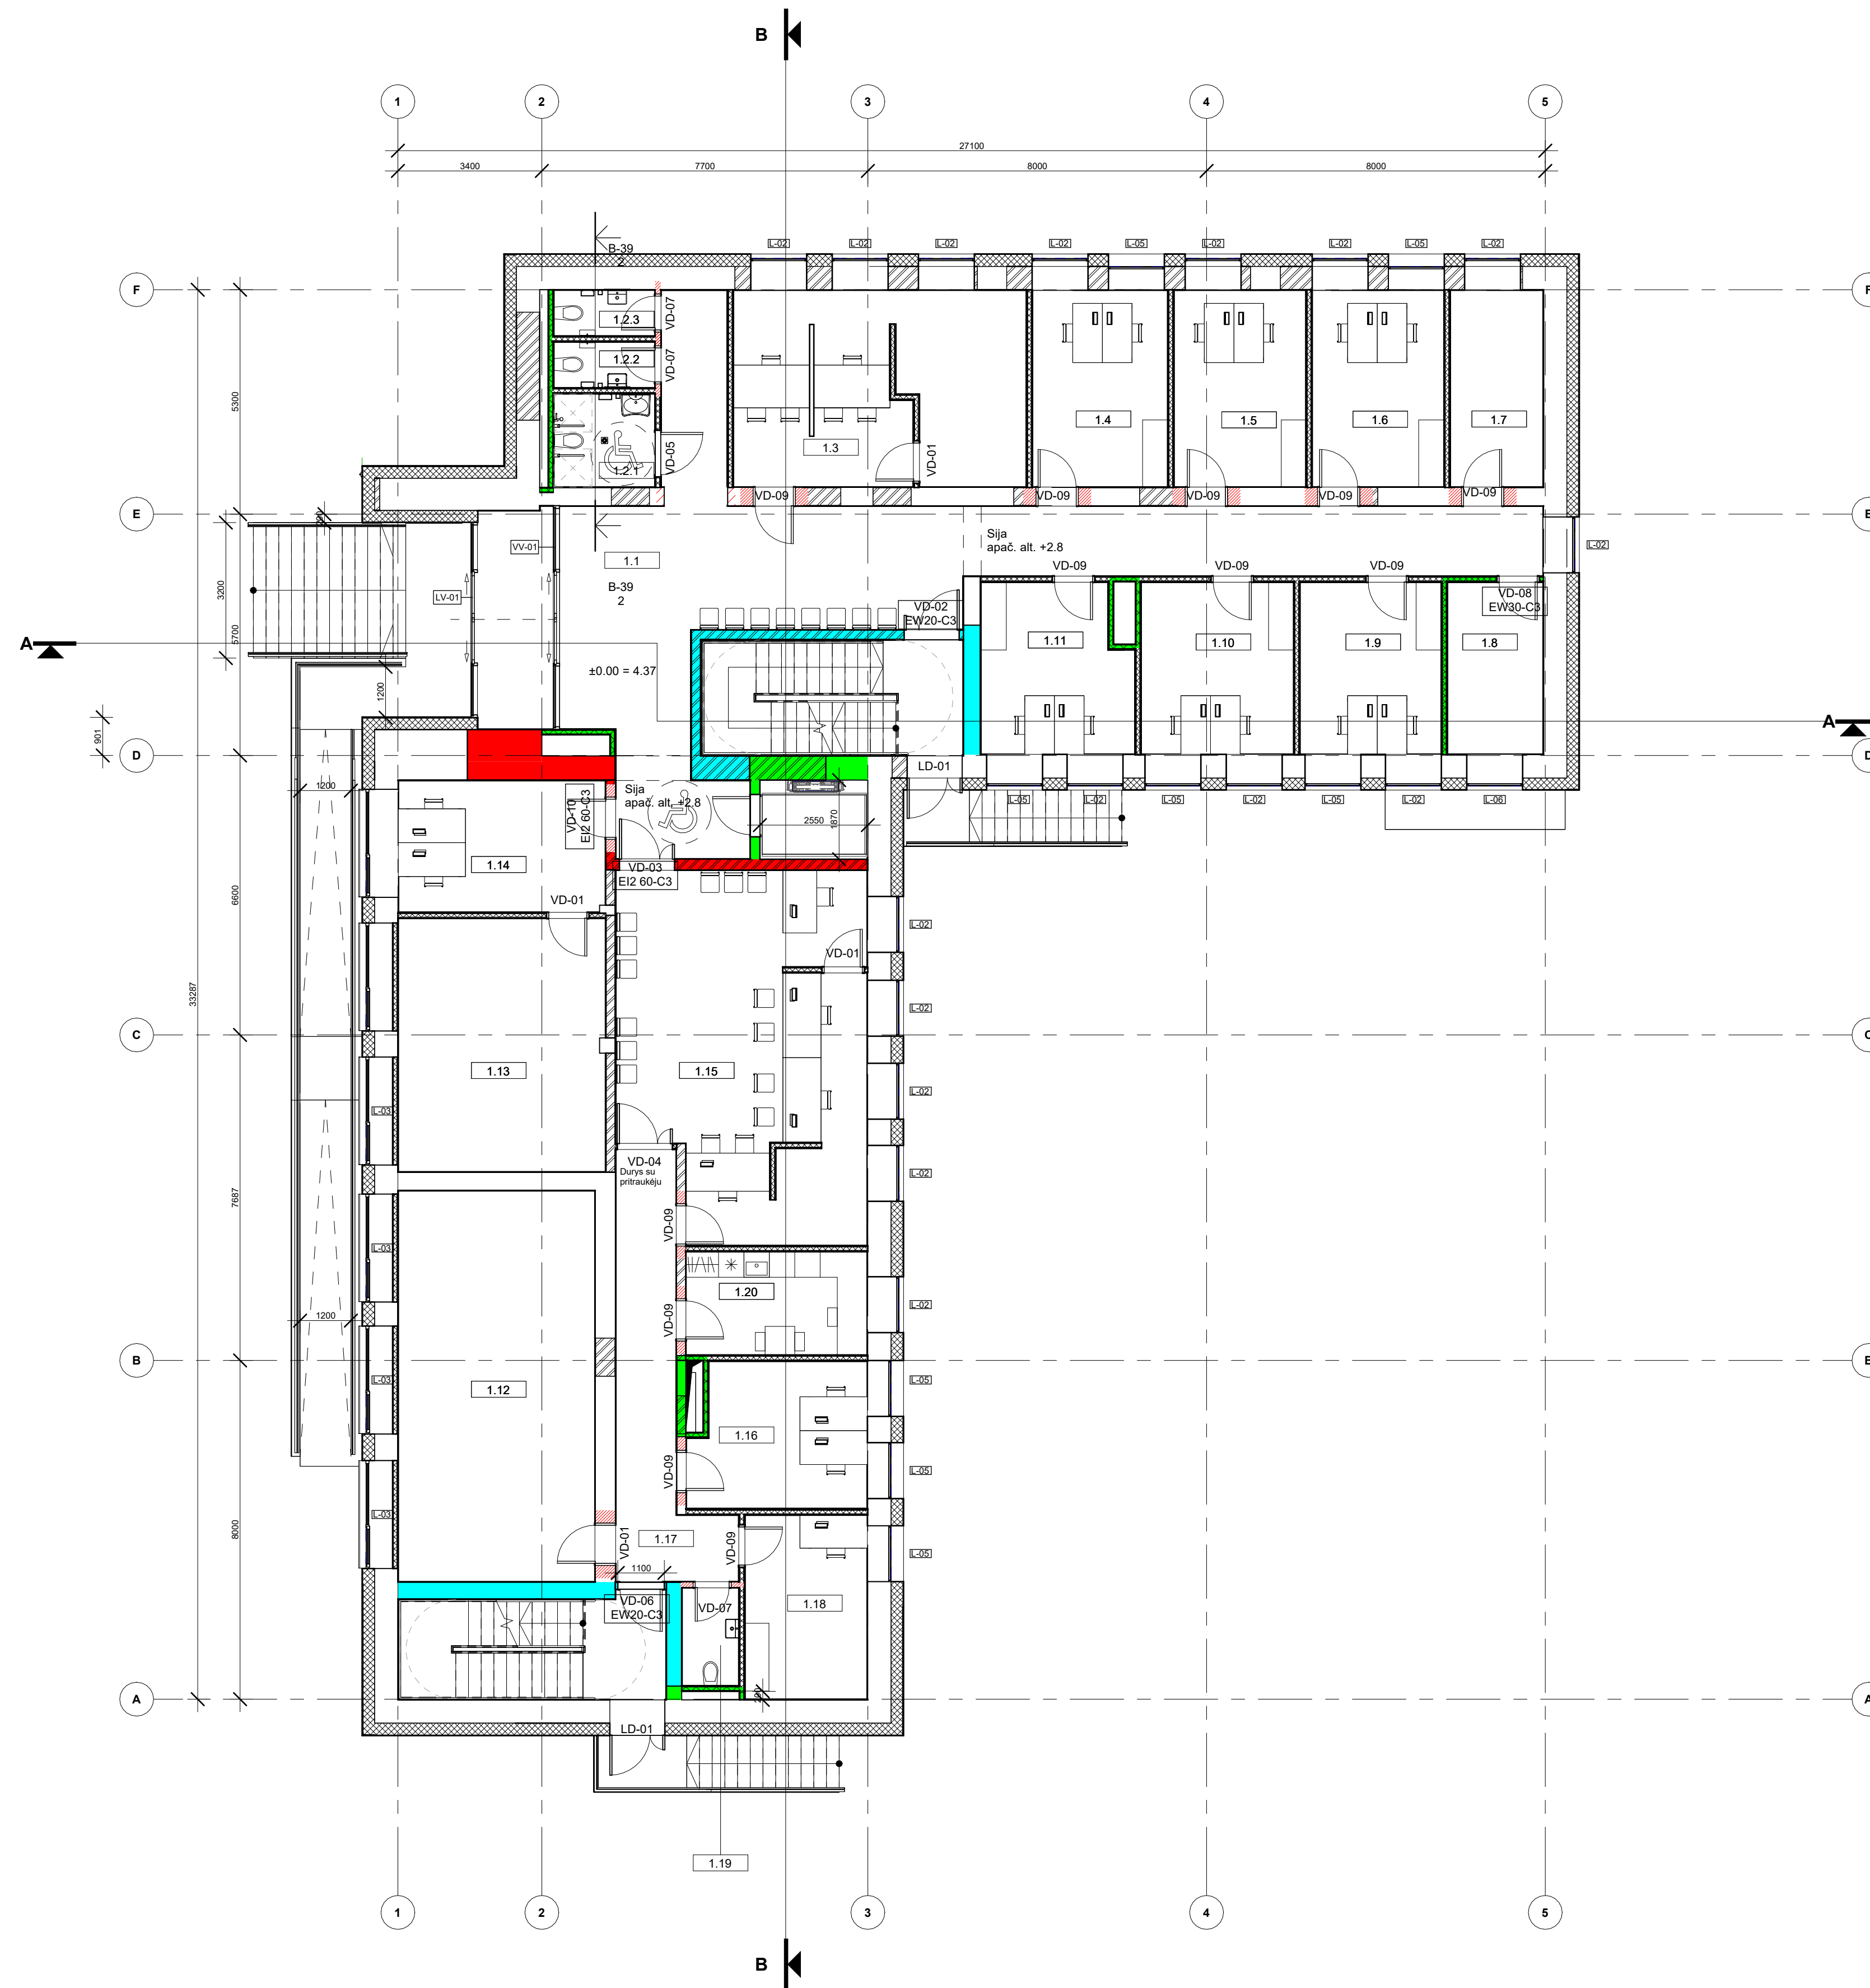 B
1
2
3
4
5
27100
3400
7700
8000
8000
B-39
2
L-02
L-02
L-02
L-02
L-05
L-02
L-02
L-05
L-02
F
F
1.2.3
VD-07
1.2.2
VD-07
5300
1.2.1
VD-05
1.3
VD-01
1.4
1.5
1.6
1.7
VD-09
VD-09
VD-09
VD-09
VD-09
E
E
VV-01
1.1
Sija
apač. alt. +2.8
L-02
VD-09
VD-09
VD-09
VD-08
EW30-C3
3200
LV-01
B-39
2
VD-02
EW20-C3
5700
A
1.11
1.10
1.9
1.8
±0.00 = 4.37
1200
901
A
D
D
LD-01
L-05
L-02
L-05
L-02
L-05
L-02
L-06
1200
VD-10
EI2 60-C3
Sija
apač. alt. +2.8
2550
1870
1.14
VD-03
EI2 60-C3
6600
VD-01
L-02
VD-01
33287
L-02
C
C
1.13
1.15
L-03
L-02
VD-04
Durys su
pritraukėju
L-02
7687
VD-09
L-03
1.20
L-02
1200
VD-09
B
B
L-03
1.12
L-05
1.16
VD-09
L-05
L-03
8000
VD-01
1.17
VD-09
L-05
1100
VD-06
EW20-C3
VD-07
1.18
A
A
LD-01
1.19
1
2
3
4
5
B